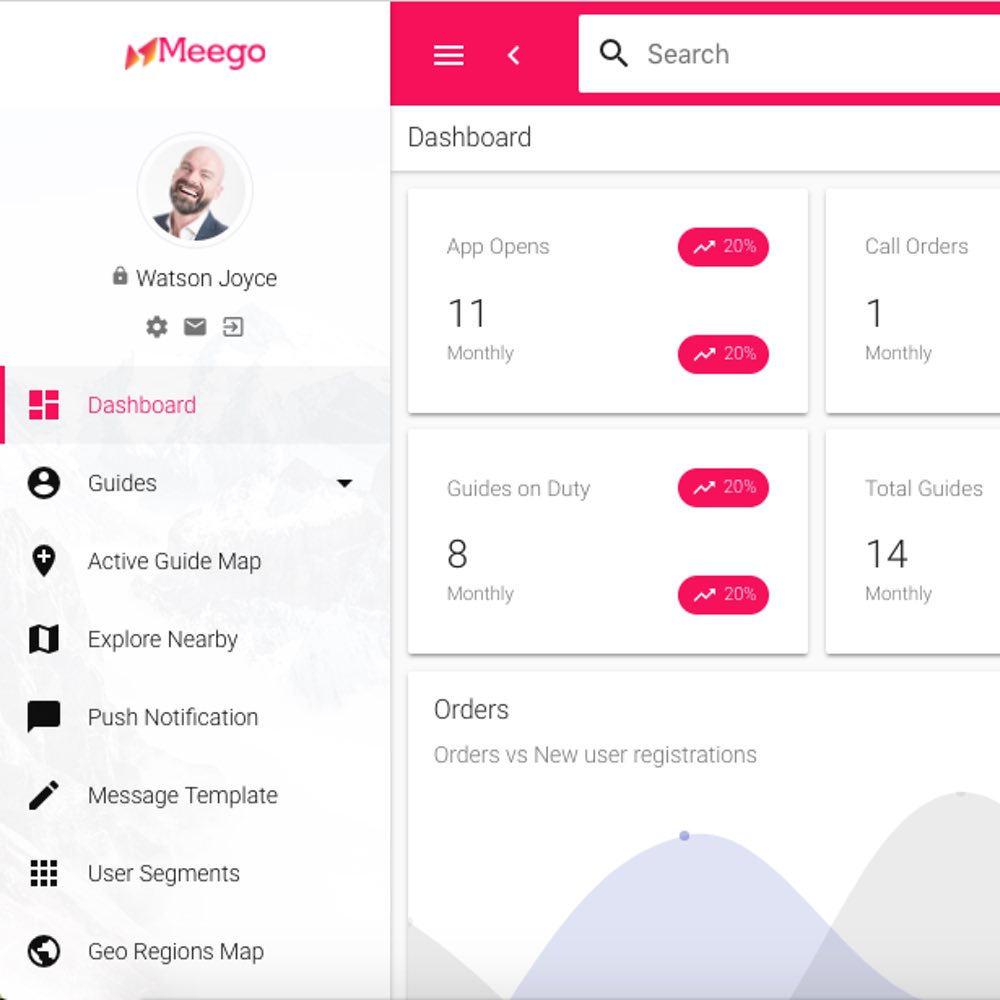 Meego
Search
Watson Joyce
Dashboard
Guides
Active Guide Map
Explore Nearby
Push Notification
Message Template
User Segments
Geo Regions Map
Dashboard
App Opens
20%
11
Monthly
20%
Call Orders
1
Monthly
Guides on Duty
20%
8
Monthly
20%
Total Guides
14
Monthly
Orders
Orders vs New user registrations